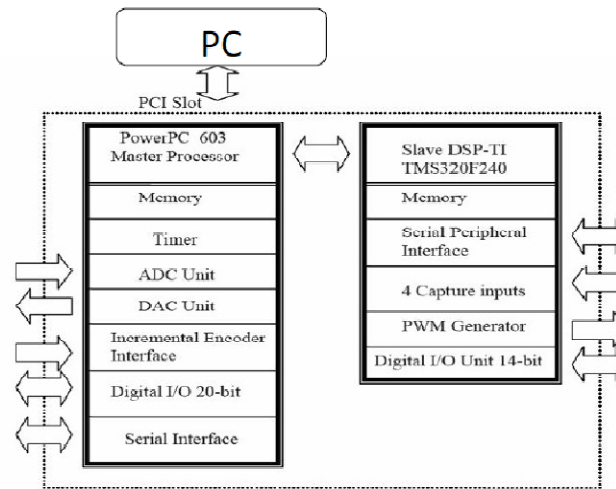 PC
PCI Slot
PowerPC 603
Master Processor
Memory
Timer
ADC Unit
DAC Unit
Incremental Encoder
Interface
Digital I/O 20-bit
Serial Interface
Slave DSP-TI
TMS320F240
Memory
Serial Peripheral
Interface
4 Capture inputs
PWM Generator
Digital I/O Unit 14-bit